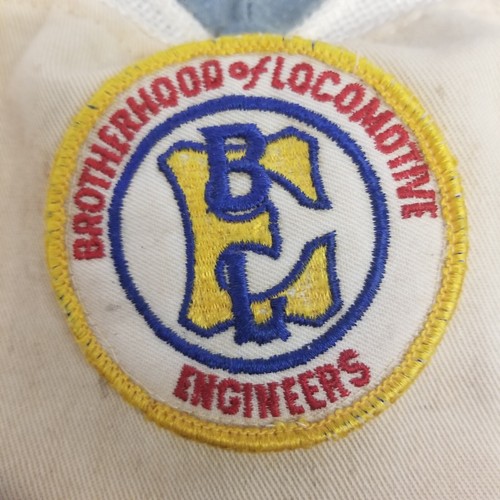 BROTHERHOOD of LOCOMOTIVE
BLE
ENGINEERS